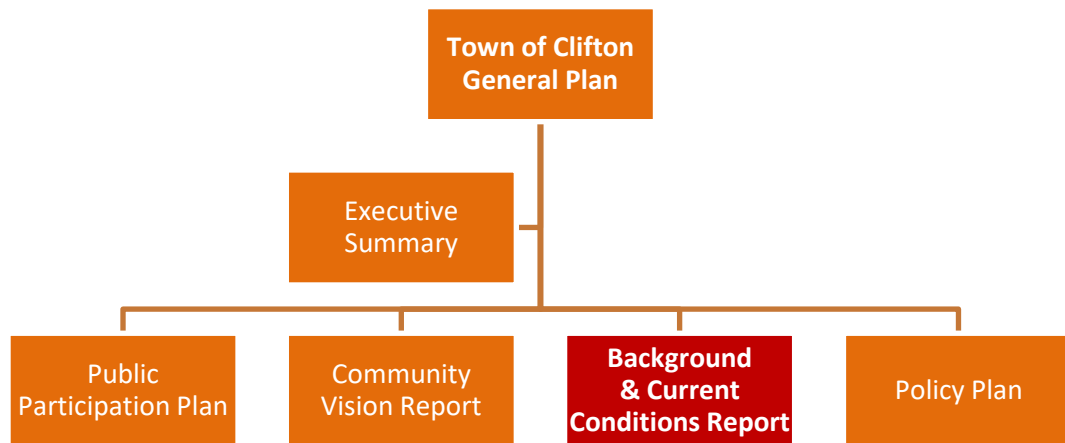 Town of Clifton
General Plan
Executive
Summary
Public
Participation Plan
Community
Vision Report
Background
& Current
Conditions Report
Policy Plan